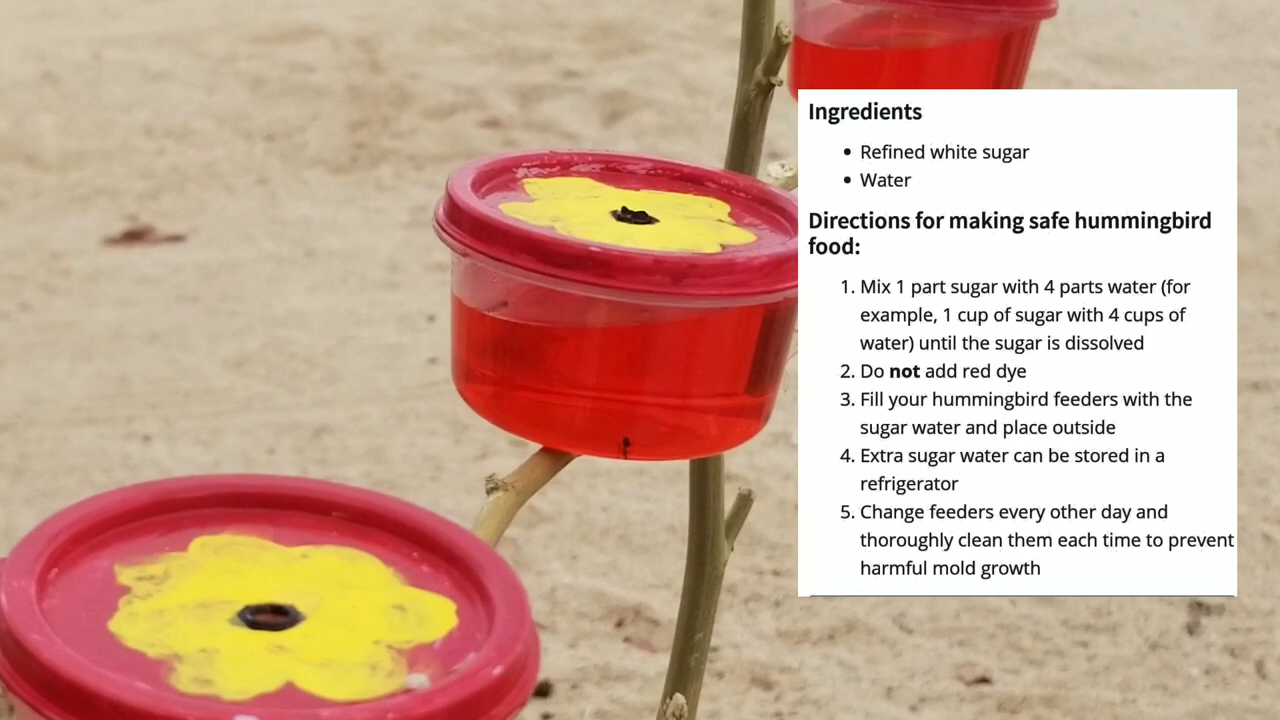 Ingredients
• Refined white sugar
• Water
Directions for making safe hummingbird
food:
1. Mix 1 part sugar with 4 parts water (for
example, 1 cup of sugar with 4 cups of
water) until the sugar is dissolved
2. Do not add red dye
3. Fill your hummingbird feeders with the
sugar water and place outside
4. Extra sugar water can be stored in a
refrigerator
5. Change feeders every other day and
thoroughly clean them each time to prevent
harmful mold growth